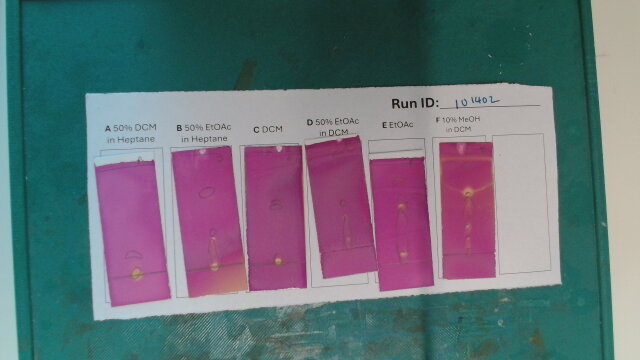 Run ID: 101402
A 50% DCM
in Heptane
B 50% EtOAc
in Heptane
C DCM
D 50% EtOAc
in DCM
E EtOAc
F 10% MeOH
in DCM